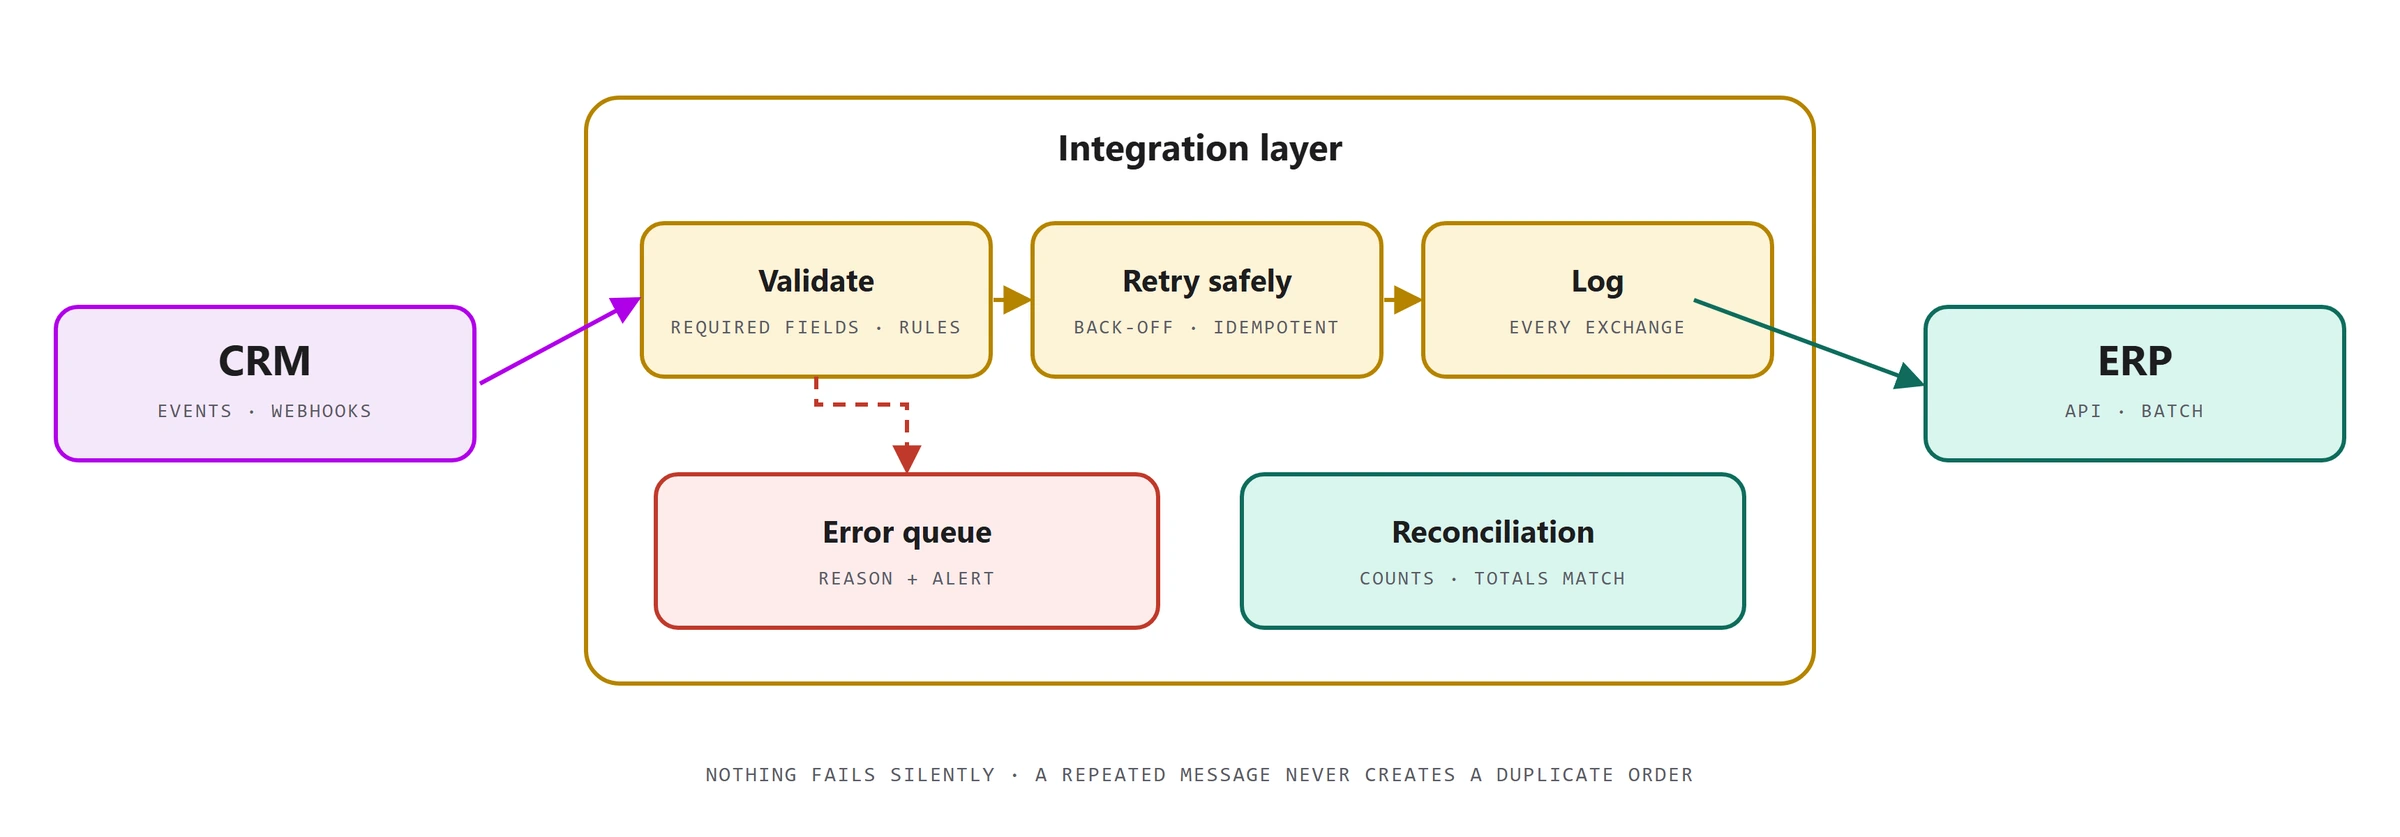 Integration layer
Validate
REQUIRED FIELDS · RULES
Retry safely
BACK-OFF · IDEMPOTENT
Log
EVERY EXCHANGE
CRM
EVENTS · WEBHOOKS
ERP
API · BATCH
Error queue
REASON + ALERT
Reconciliation
COUNTS · TOTALS MATCH
NOTHING FAILS SILENTLY · A REPEATED MESSAGE NEVER CREATES A DUPLICATE ORDER